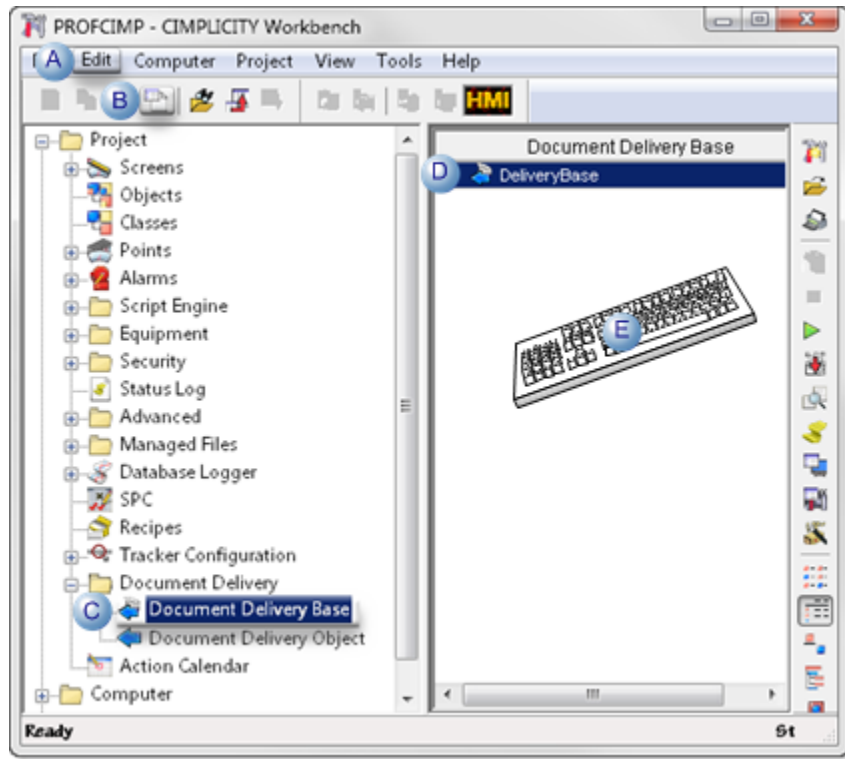 PROFCIMP - CIMPLICITY Workbench
A Edit Computer Project View Tools Help
B HMI
Project
Screens
Objects
Classes
Points
Alarms
Script Engine
Equipment
Security
Status Log
Advanced
Managed Files
Database Logger
SPC
Recipes
Tracker Configuration
Document Delivery
C Document Delivery Base
Document Delivery Object
Action Calendar
Computer
Document Delivery Base
D DeliveryBase
E
Ready St